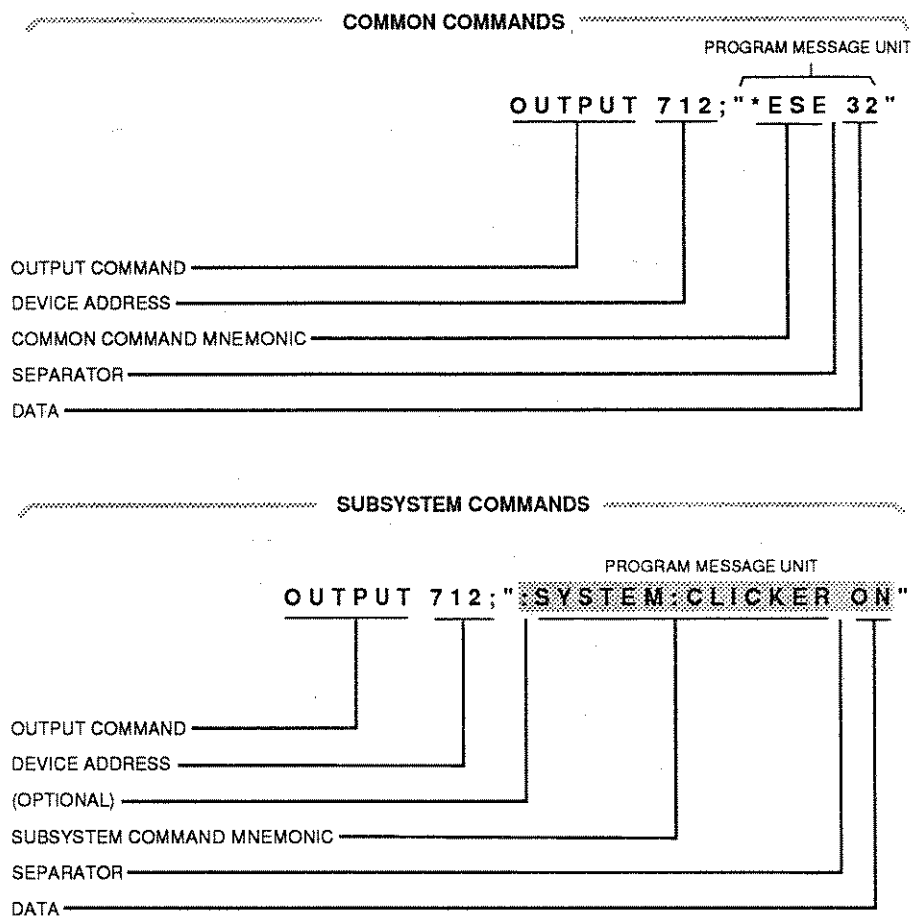 COMMON COMMANDS
PROGRAM MESSAGE UNIT
OUTPUT 712;"*ESE 32"
OUTPUT COMMAND
DEVICE ADDRESS
COMMON COMMAND MNEMONIC
SEPARATOR
DATA
SUBSYSTEM COMMANDS
PROGRAM MESSAGE UNIT
OUTPUT 712;":SYSTEM:CLICKER ON"
OUTPUT COMMAND
DEVICE ADDRESS
(OPTIONAL)
SUBSYSTEM COMMAND MNEMONIC
SEPARATOR
DATA